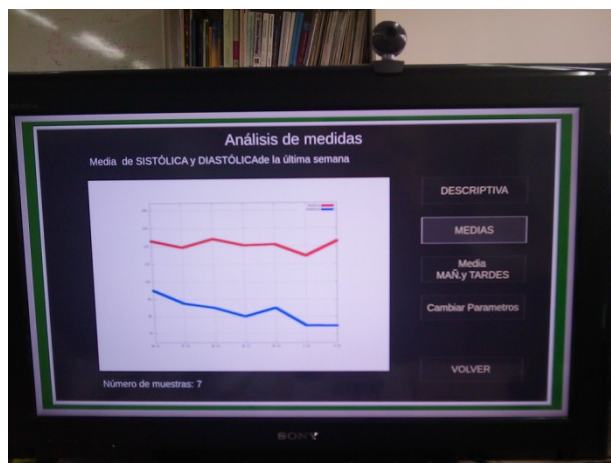 Análisis de medidas
Media de SISTÓLICA y DIASTÓLICAde la última semana
DESCRIPTIVA
MEDIAS
Media
MAÑ.y TARDES
Cambiar Parametros
VOLVER
Número de muestras: 7
SONY